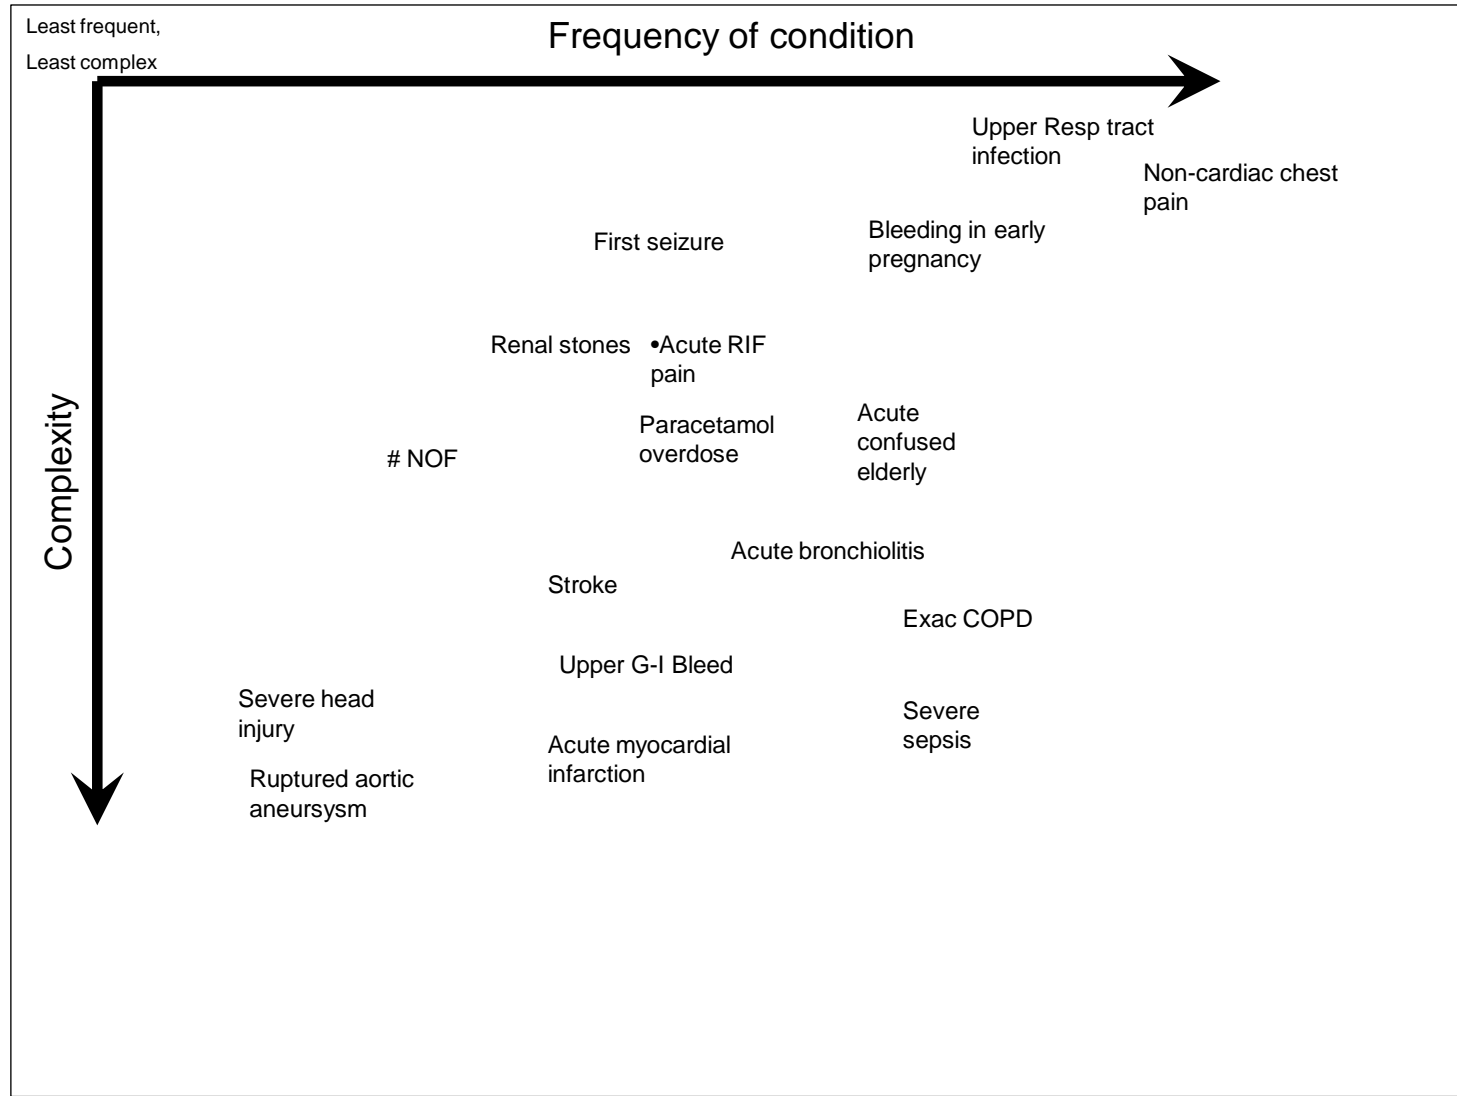 Least frequent,
Least complex
Frequency of condition
Upper Resp tract
infection
Non-cardiac chest
pain
First seizure
Bleeding in early
pregnancy
Renal stones
•Acute RIF
pain
Complexity
# NOF
Paracetamol
overdose
Acute
confused
elderly
Acute bronchiolitis
Stroke
Exac COPD
Upper G-I Bleed
Severe head
injury
Severe
sepsis
Acute myocardial
infarction
Ruptured aortic
aneursysm